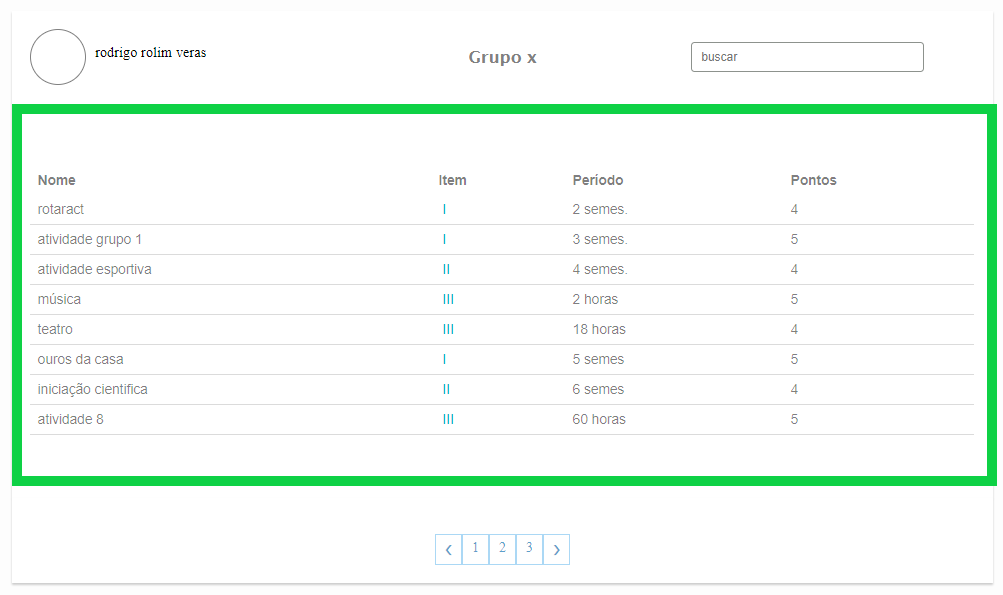 rodrigo rolim veras Grupo x buscar
Nome Item Período Pontos
rotaract I 2 semes. 4
atividade grupo 1 I 3 semes. 5
atividade esportiva II 4 semes. 4
música III 2 horas 5
teatro III 18 horas 4
ouros da casa I 5 semes 5
iniciação cientifica II 6 semes 4
atividade 8 III 60 horas 5
❮ 1 2 3 ❯